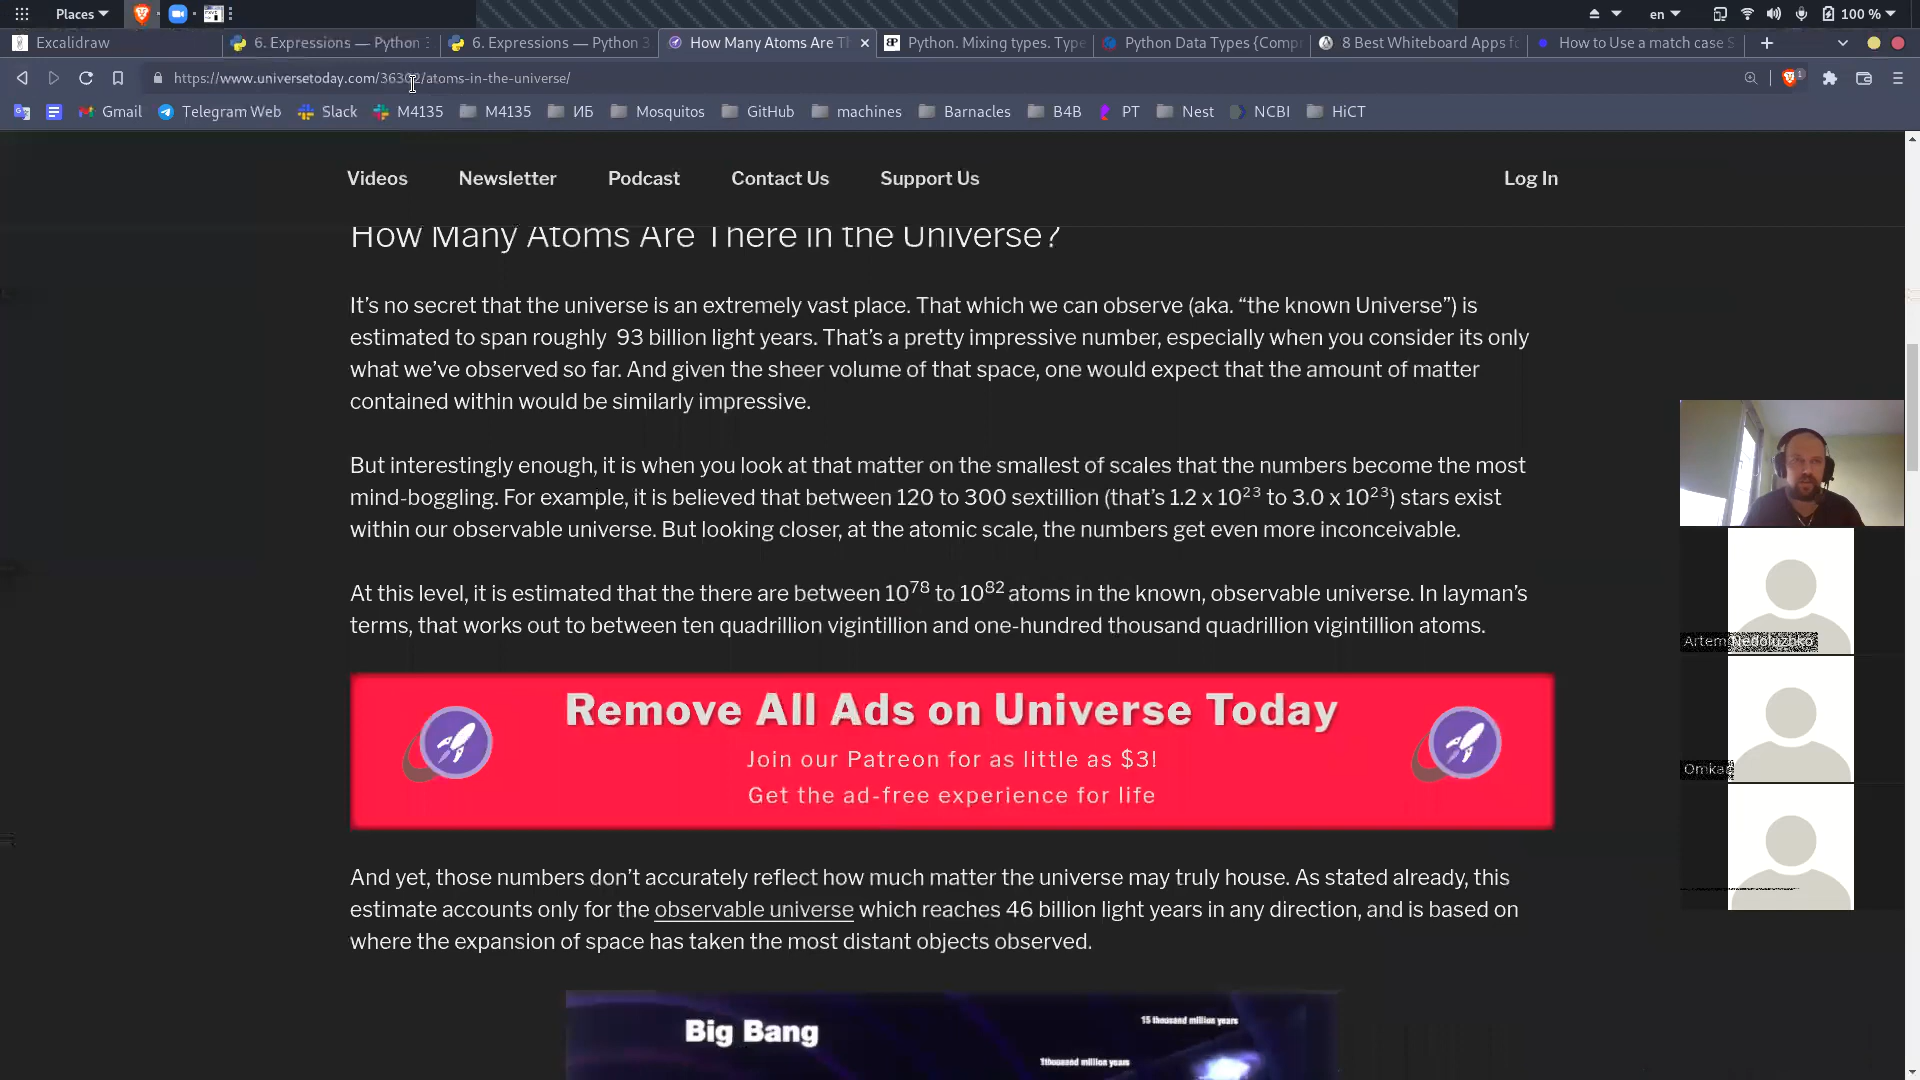 Places
en
100 %
Excalidraw
6. Expressions — Python 3
6. Expressions — Python 3
How Many Atoms Are Th
Python. Mixing types. Type
Python Data Types {Comp
8 Best Whiteboard Apps fo
How to Use a match case S
https://www.universetoday.com/36302/atoms-in-the-universe/
1
Gmail
Telegram Web
Slack
M4135
M4135
ИБ
Mosquitos
GitHub
machines
Barnacles
B4B
PT
Nest
NCBI
HiCT
Videos
Newsletter
Podcast
Contact Us
Support Us
Log In
How Many Atoms Are There in the Universe?
It’s no secret that the universe is an extremely vast place. That which we can observe (aka. “the known Universe”) is
estimated to span roughly 93 billion light years. That’s a pretty impressive number, especially when you consider its only
what we’ve observed so far. And given the sheer volume of that space, one would expect that the amount of matter
contained within would be similarly impressive.
But interestingly enough, it is when you look at that matter on the smallest of scales that the numbers become the most
mind-boggling. For example, it is believed that between 120 to 300 sextillion (that’s 1.2 x 10²³ to 3.0 x 10²³) stars exist
within our observable universe. But looking closer, at the atomic scale, the numbers get even more inconceivable.
At this level, it is estimated that the there are between 10⁷⁸ to 10⁸² atoms in the known, observable universe. In layman’s
terms, that works out to between ten quadrillion vigintillion and one-hundred thousand quadrillion vigintillion atoms.
Remove All Ads on Universe Today
Join our Patreon for as little as $3!
Get the ad-free experience for life
And yet, those numbers don’t accurately reflect how much matter the universe may truly house. As stated already, this
estimate accounts only for the observable universe which reaches 46 billion light years in any direction, and is based on
where the expansion of space has taken the most distant objects observed.
Big Bang
15 thousand million years
1thousand million years
Artem Nedoluzhko
Omkar